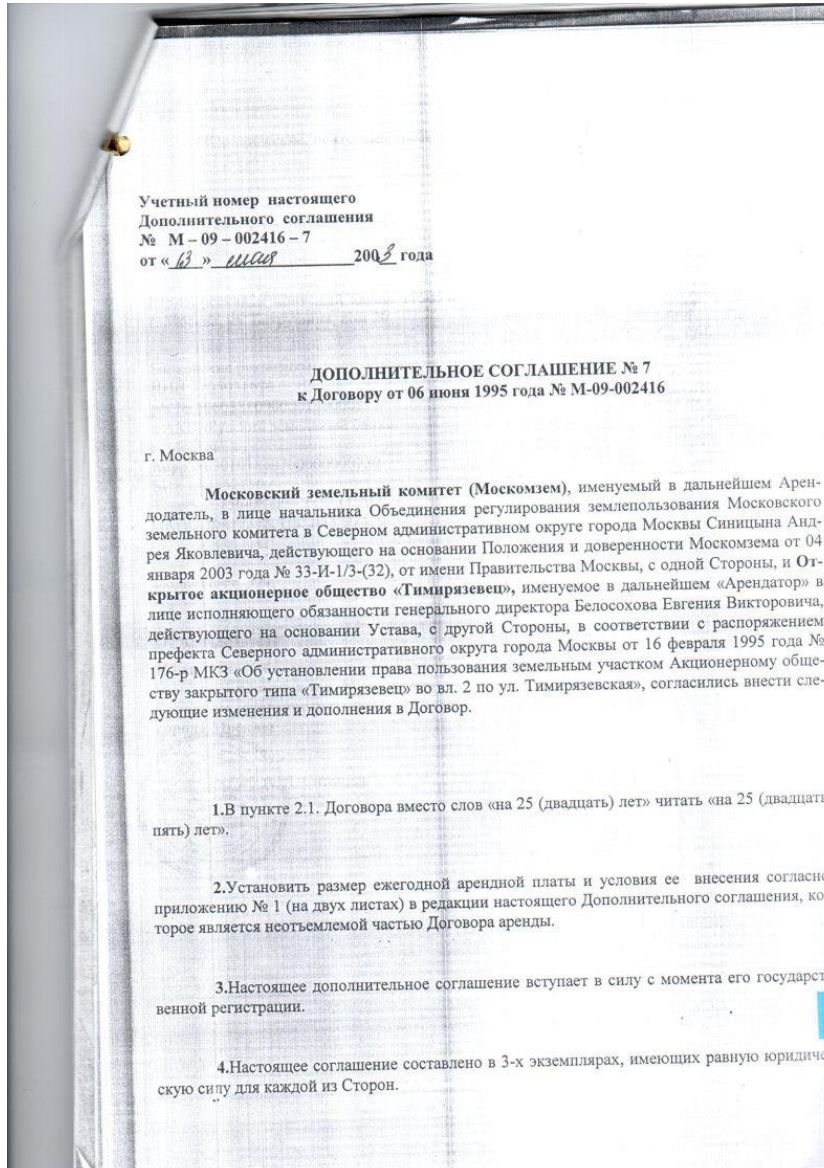 Учетный номер настоящего
Дополнительного соглашения
№ М – 09 – 002416 – 7
от «13» мая 2003 года
ДОПОЛНИТЕЛЬНОЕ СОГЛАШЕНИЕ № 7
к Договору от 06 июня 1995 года № М-09-002416
г. Москва
Московский земельный комитет (Москомзем), именуемый в дальнейшем Арен-
додатель, в лице начальника Объединения регулирования землепользования Московского
земельного комитета в Северном административном округе города Москвы Синицына Анд-
рея Яковлевича, действующего на основании Положения и доверенности Москомзема от 04
января 2003 года № 33-И-1/3-(32), от имени Правительства Москвы, с одной Стороны, и От-
крытое акционерное общество «Тимирязевец», именуемое в дальнейшем «Арендатор» в
лице исполняющего обязанности генерального директора Белосохова Евгения Викторовича,
действующего на основании Устава, с другой Стороны, в соответствии с распоряжением
префекта Северного административного округа города Москвы от 16 февраля 1995 года №
176-р МКЗ «Об установлении права пользования земельным участком Акционерному обще-
ству закрытого типа «Тимирязевец» во вл. 2 по ул. Тимирязевская», согласились внести сле-
дующие изменения и дополнения в Договор.
1.В пункте 2.1. Договора вместо слов «на 25 (двадцать) лет» читать «на 25 (двадцать
пять) лет».
2.Установить размер ежегодной арендной платы и условия ее внесения согласно
приложению № 1 (на двух листах) в редакции настоящего Дополнительного соглашения, ко
торое является неотъемлемой частью Договора аренды.
3.Настоящее дополнительное соглашение вступает в силу с момента его государст
венной регистрации.
4.Настоящее соглашение составлено в 3-х экземплярах, имеющих равную юридиче
скую силу для каждой из Сторон.